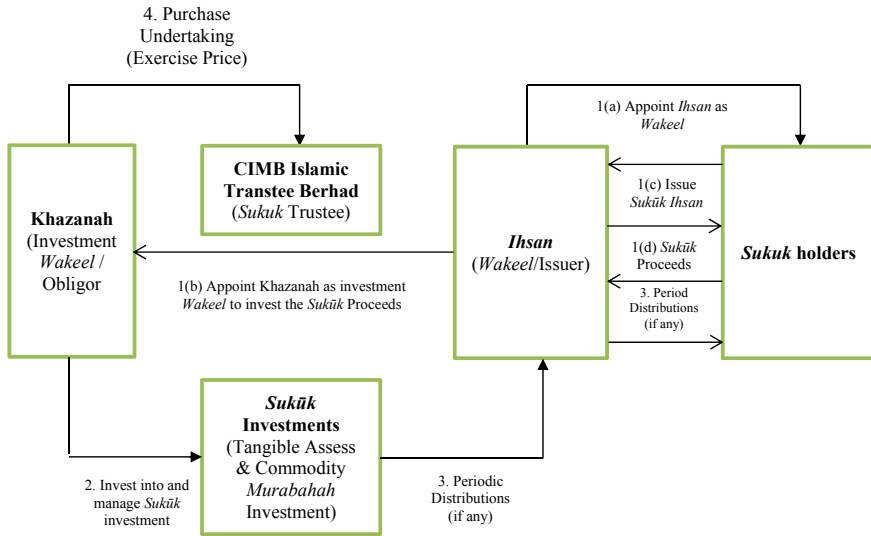 4. Purchase
Undertaking
(Exercise Price)
1(a) Appoint Ihsan as
Wakeel
CIMB Islamic
Transtee Berhad
(Sukuk Trustee)
Khazanah
(Investment
Wakeel /
Obligor
1(c) Issue
Sukūk Ihsan
Ihsan
(Wakeel/Issuer)
1(d) Sukūk
Proceeds
Sukuk holders
1(b) Appoint Khazanah as investment
Wakeel to invest the Sukūk Proceeds
3. Period
Distributions
(if any)
Sukūk
Investments
(Tangible Assess
& Commodity
Murabahah
Investment)
2. Invest into and
manage Sukūk
investment
3. Periodic
Distributions
(if any)